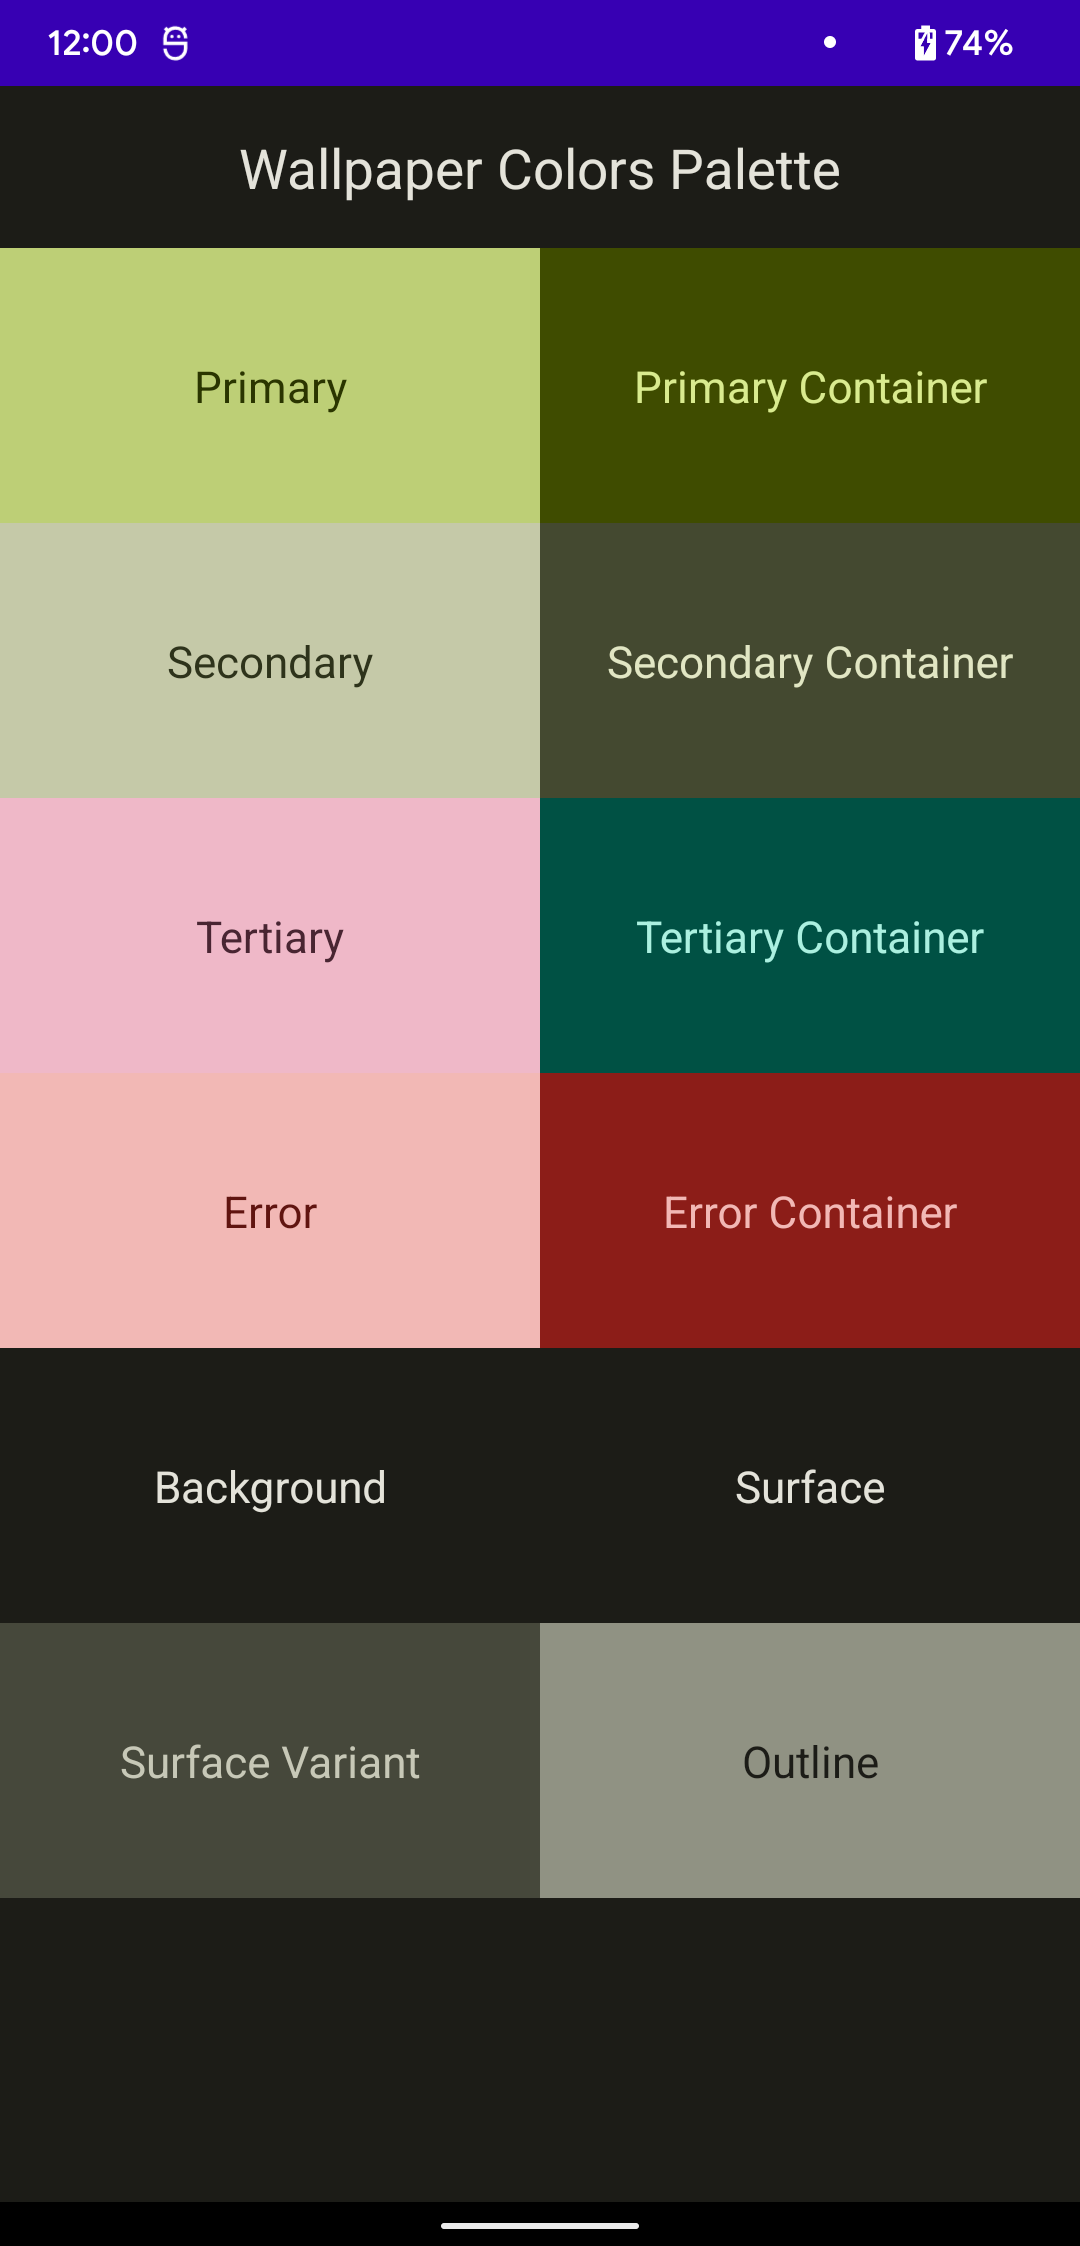 12:00
74%
Wallpaper Colors Palette
Primary
Primary Container
Secondary
Secondary Container
Tertiary
Tertiary Container
Error
Error Container
Background
Surface
Surface Variant
Outline